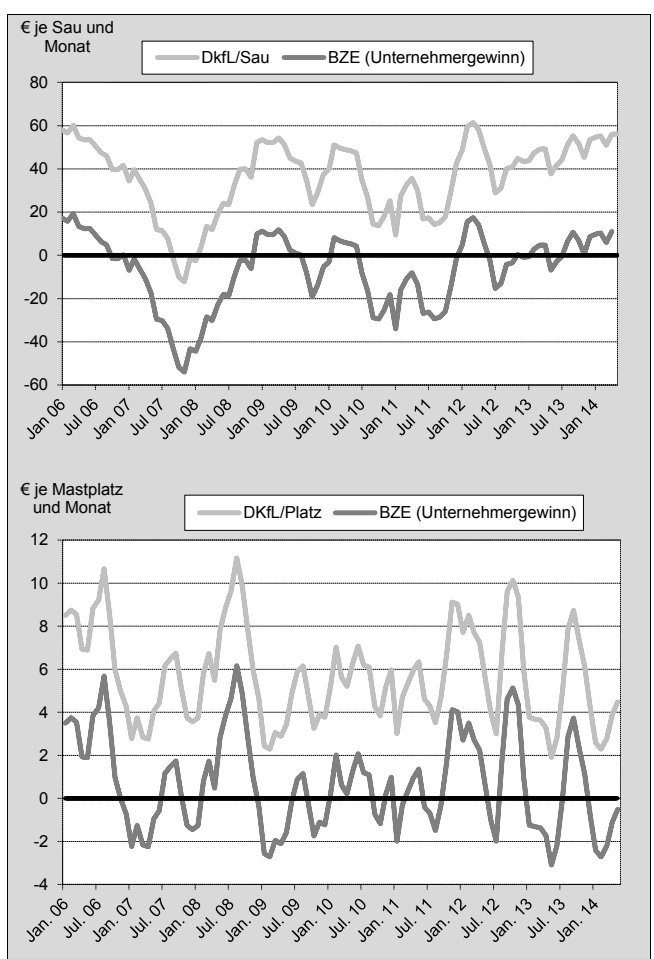 € je Sau und
Monat
DkfL/Sau BZE (Unternehmergewinn)
80
60
40
20
0
-20
-40
-60
Jan 06 Jul 06 Jan 07 Jul 07 Jan 08 Jul 08 Jan 09 Jul 09 Jan 10 Jul 10 Jan 11 Jul 11 Jan 12 Jul 12 Jan 13 Jul 13 Jan 14
€ je Mastplatz
und Monat
DKfL/Platz BZE (Unternehmergewinn)
12
10
8
6
4
2
0
-2
-4
Jan. 06 Jul. 06 Jan. 07 Jul. 07 Jan. 08 Jul. 08 Jan. 09 Jul. 09 Jan. 10 Jul. 10 Jan. 11 Jul. 11 Jan. 12 Jul. 12 Jan. 13 Jul. 13 Jan. 14